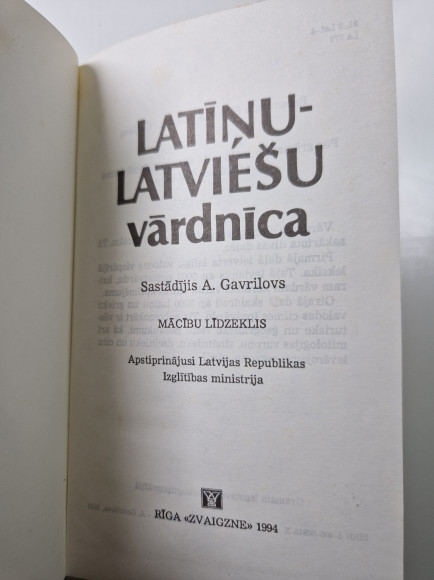 LATĪŅU-
LATVIEŠU
vārdnīca
Sastādījis A. Gavrilovs
MĀCĪBU LĪDZEKLIS
Apstiprinājusi Latvijas Republikas
Izglītības ministrija
RĪGA «ZVAIGZNE» 1994